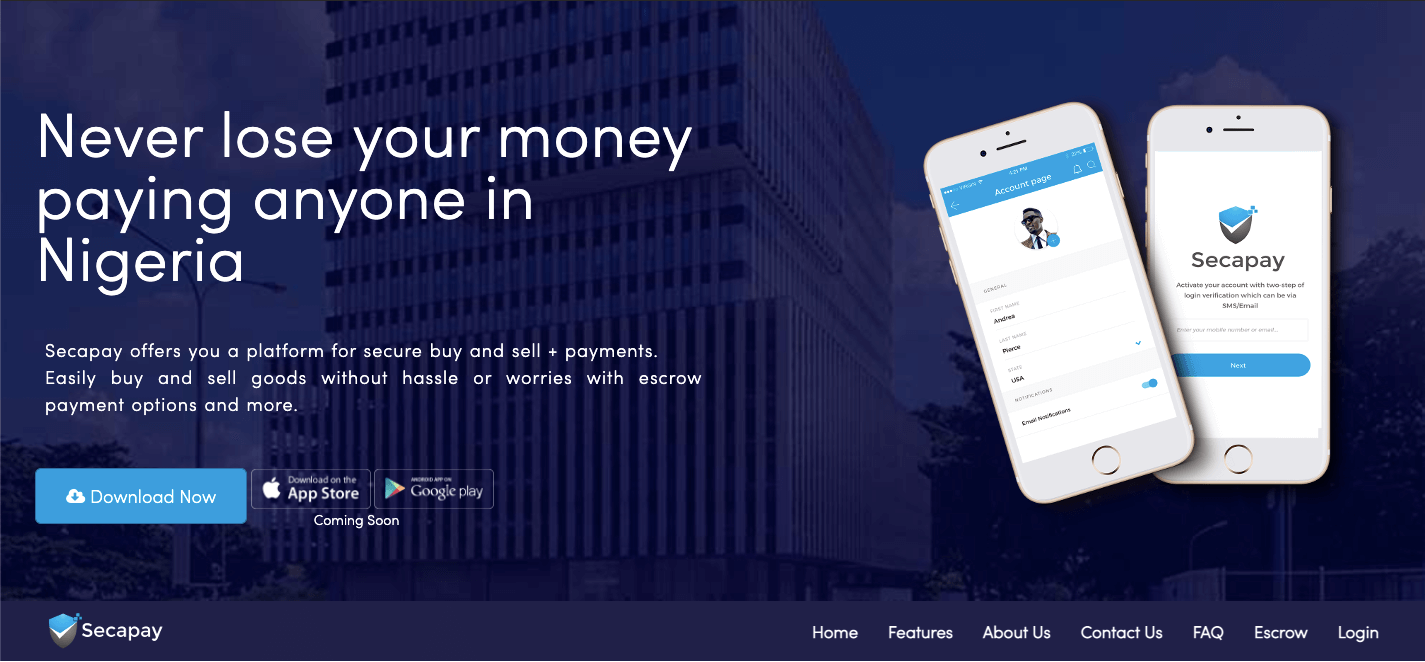 Never lose your money
paying anyone in
Nigeria
Secapay offers you a platform for secure buy and sell + payments.
Easily buy and sell goods without hassle or worries with escrow
payment options and more.
Download Now
Download on the
App Store
ANDROID APP ON
Google play
Coming Soon
4:21 PM
Account page
GENERAL
FIRST NAME
Andrea
LAST NAME
Pierce
STATE
USA
NOTIFICATIONS
Email Notifications
Secapay
Activate your account with two-step of
login verification which can be via
SMS/Email
Enter your mobile number or email...
Next
Secapay
Home
Features
About Us
Contact Us
FAQ
Escrow
Login